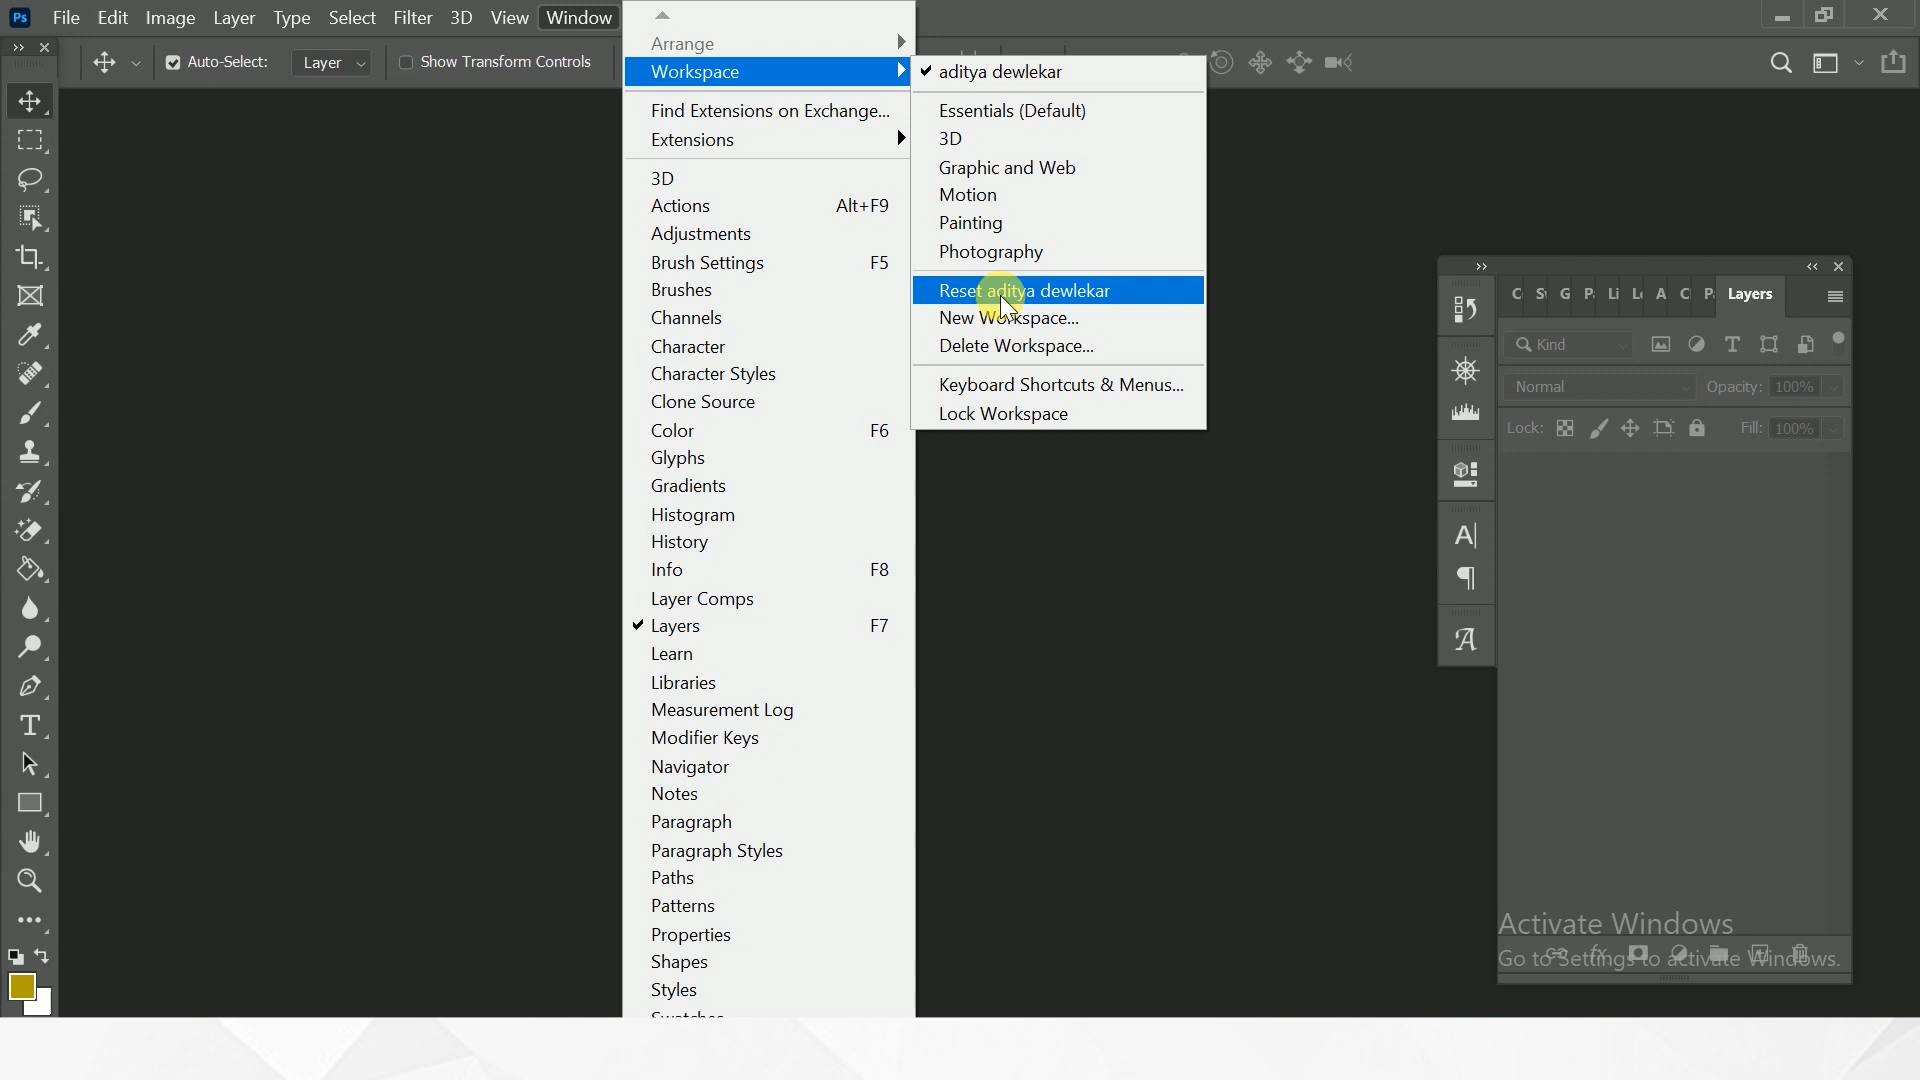 Ps File Edit Image Layer Type Select Filter 3D View Window
Auto-Select: Layer Show Transform Controls
Arrange
Workspace
Find Extensions on Exchange...
Extensions
3D
Actions Alt+F9
Adjustments
Brush Settings F5
Brushes
Channels
Character
Character Styles
Clone Source
Color F6
Glyphs
Gradients
Histogram
History
Info F8
Layer Comps
Layers F7
Learn
Libraries
Measurement Log
Modifier Keys
Navigator
Notes
Paragraph
Paragraph Styles
Paths
Patterns
Properties
Shapes
Styles
Swatches
aditya dewlekar
Essentials (Default)
3D
Graphic and Web
Motion
Painting
Photography
Reset aditya dewlekar
New Workspace...
Delete Workspace...
Keyboard Shortcuts & Menus...
Lock Workspace
Layers
Kind
Normal Opacity: 100%
Lock: Fill: 100%
Activate Windows
Go to Settings to activate Windows.